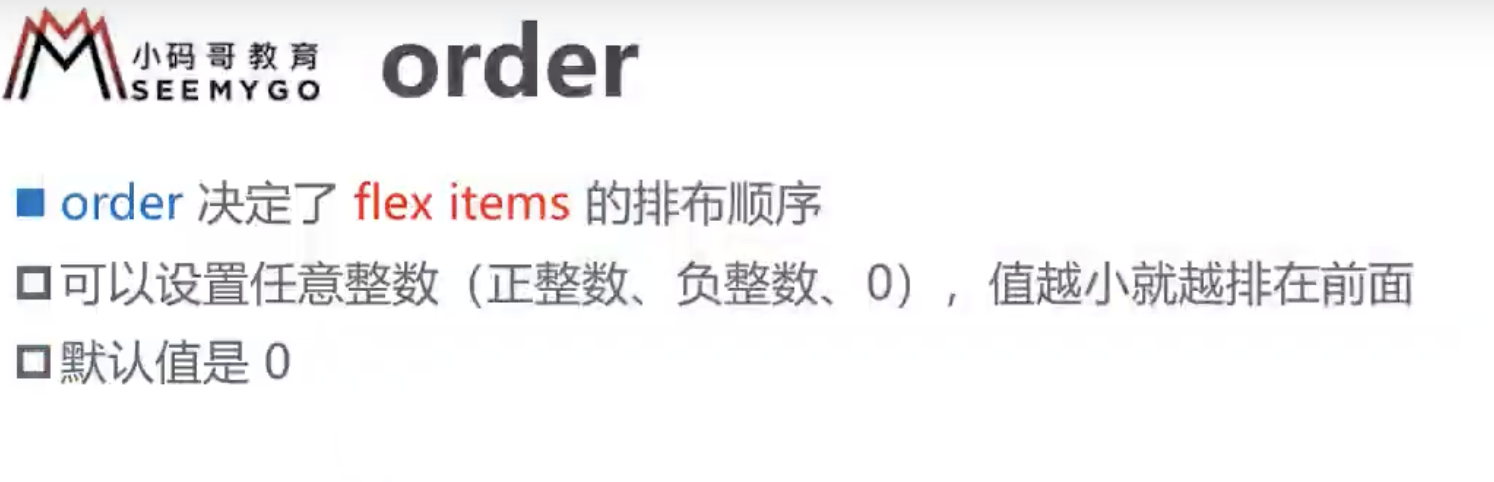 小码哥教育
SEEMYGO
order
order 决定了 flex items 的排布顺序
可以设置任意整数（正整数、负整数、0），值越小就越排在前面
默认值是 0